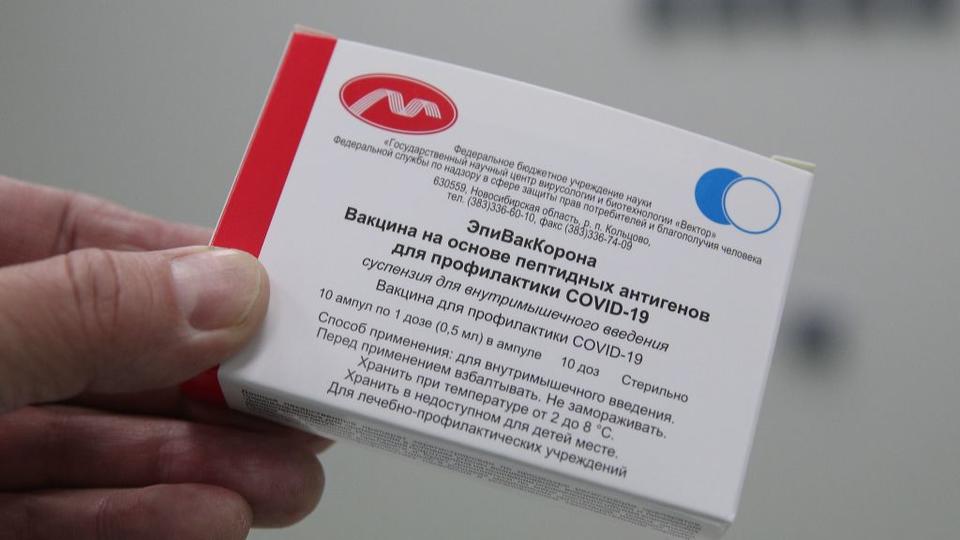 Федеральное бюджетное учреждение науки
«Государственный научный центр вирусологии и биотехнологии «Вектор»
Федеральной службы по надзору в сфере защиты прав потребителей и благополучия человека
630559, Новосибирская область, р. п. Кольцово,
тел. (383)336-60-10, факс (383)336-74-09
ЭпиВакКорона
Вакцина на основе пептидных антигенов
для профилактики COVID-19
суспензия для внутримышечного введения
Вакцина для профилактики COVID-19
10 ампул по 1 дозе (0,5 мл) в ампуле 10 доз Стерильно
Способ применения: для внутримышечного введения.
Перед применением взбалтывать. Не замораживать.
Хранить при температуре от 2 до 8 °С.
Хранить в недоступном для детей месте.
Для лечебно-профилактических учреждений